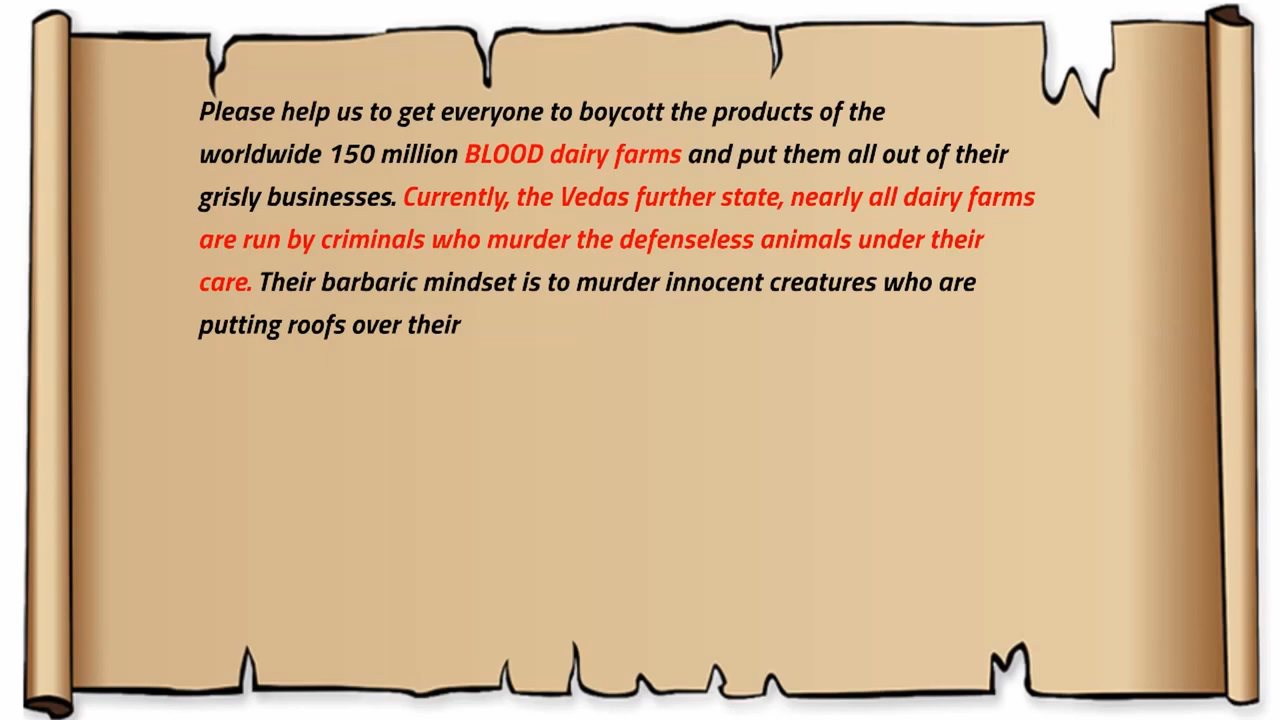 Please help us to get everyone to boycott the products of the
worldwide 150 million BLOOD dairy farms and put them all out of their
grisly businesses. Currently, the Vedas further state, nearly all dairy farms
are run by criminals who murder the defenseless animals under their
care. Their barbaric mindset is to murder innocent creatures who are
putting roofs over their